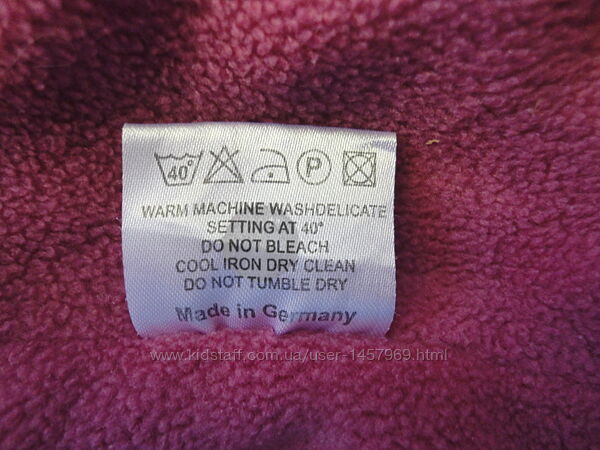 40°
P
WARM MACHINE WASHDELICATE
SETTING AT 40°
DO NOT BLEACH
COOL IRON DRY CLEAN
DO NOT TUMBLE DRY
Made in Germany
www.kidstaff.com.ua/user-1457969.html